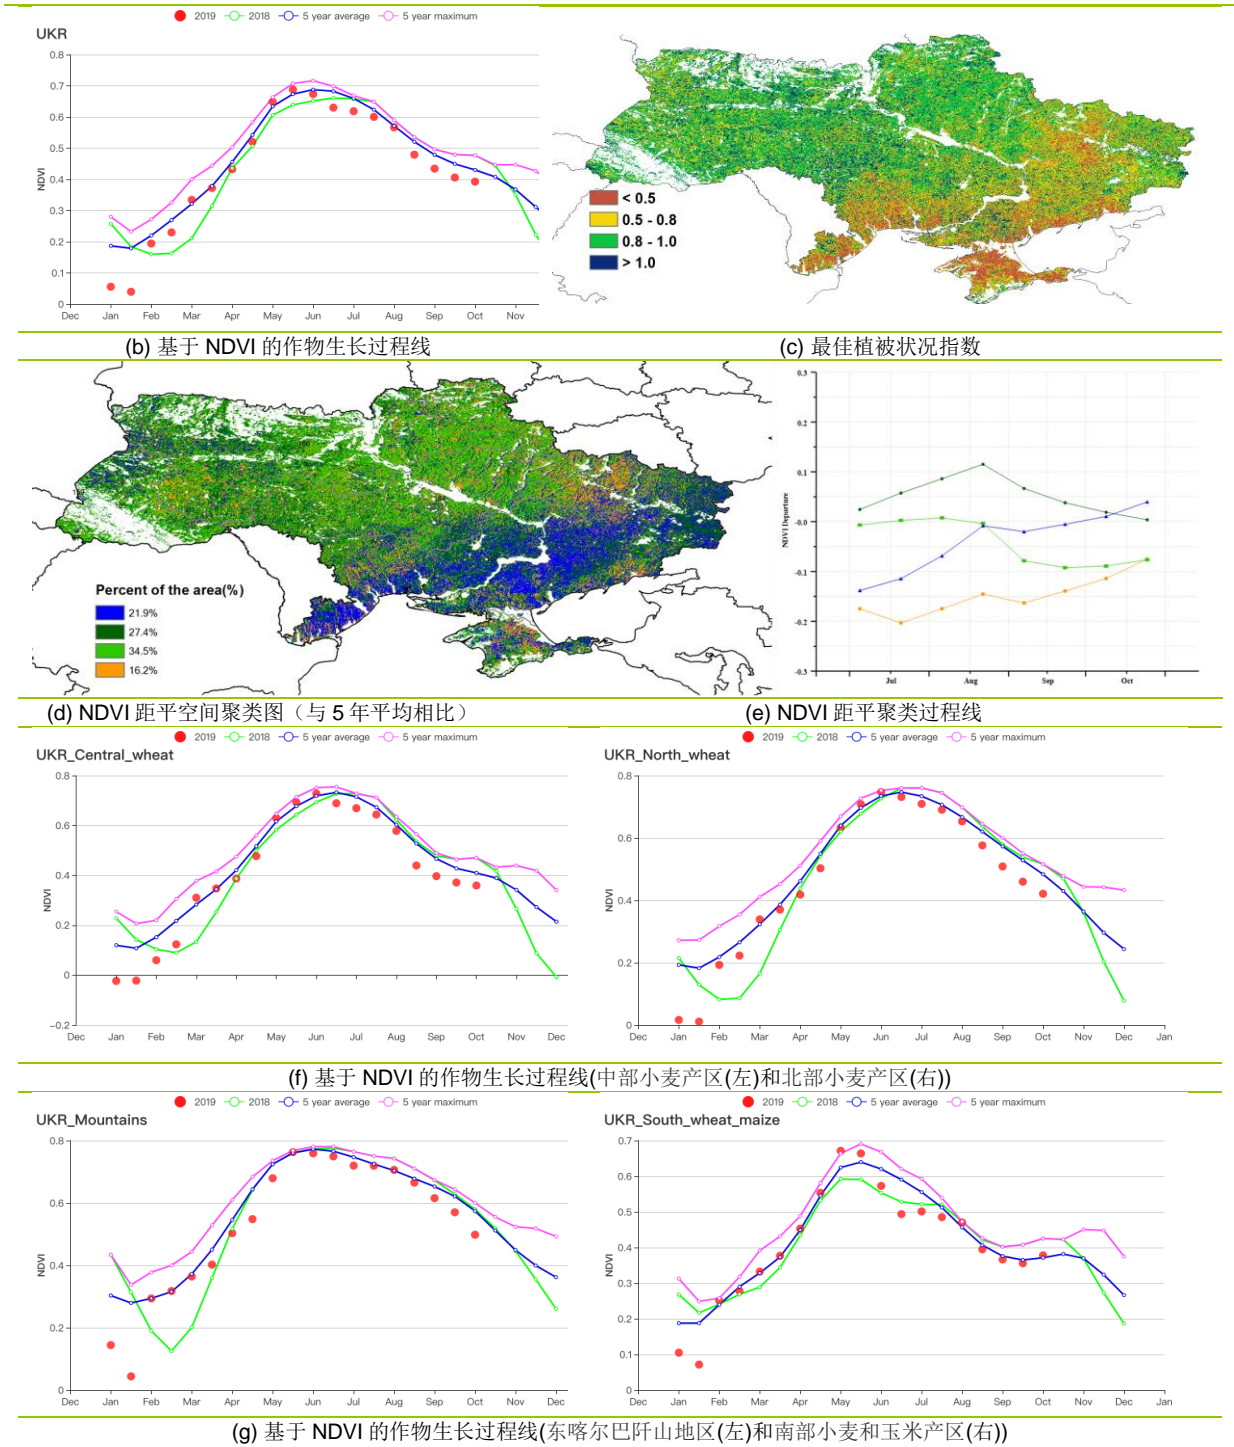 2019 2018 5 year average 5 year maximum
UKR
0.8
0.7
0.6
0.5
0.4
0.3
0.2
0.1
0
NDVI
Dec Jan Feb Mar Apr May Jun Jul Aug Sep Oct Nov
< 0.5
0.5 - 0.8
0.8 - 1.0
> 1.0
(b) 基于 NDVI 的作物生长过程线
(c) 最佳植被状况指数
Percent of the area(%)
21.9%
27.4%
34.5%
16.2%
0.3
0.2
0.1
-0.0
-0.1
-0.2
-0.3
NDVI Departure
Jul Aug Sep Oct
(d) NDVI 距平空间聚类图（与 5 年平均相比）
(e) NDVI 距平聚类过程线
2019 2018 5 year average 5 year maximum
UKR_Central_wheat
0.8
0.6
0.4
0.2
0
−0.2
NDVI
Dec Jan Feb Mar Apr May Jun Jul Aug Sep Oct Nov Dec
2019 2018 5 year average 5 year maximum
UKR_North_wheat
0.8
0.6
0.4
0.2
0
NDVI
Dec Jan Feb Mar Apr May Jun Jul Aug Sep Oct Nov Dec Jan
(f) 基于 NDVI 的作物生长过程线(中部小麦产区(左)和北部小麦产区(右))
2019 2018 5 year average 5 year maximum
UKR_Mountains
0.8
0.6
0.4
0.2
0
NDVI
Dec Jan Feb Mar Apr May Jun Jul Aug Sep Oct Nov Dec
2019 2018 5 year average 5 year maximum
UKR_South_wheat_maize
0.7
0.6
0.5
0.4
0.3
0.2
0.1
0
NDVI
Dec Jan Feb Mar Apr May Jun Jul Aug Sep Oct Nov Dec Jan
(g) 基于 NDVI 的作物生长过程线(东喀尔巴阡山地区(左)和南部小麦和玉米产区(右))